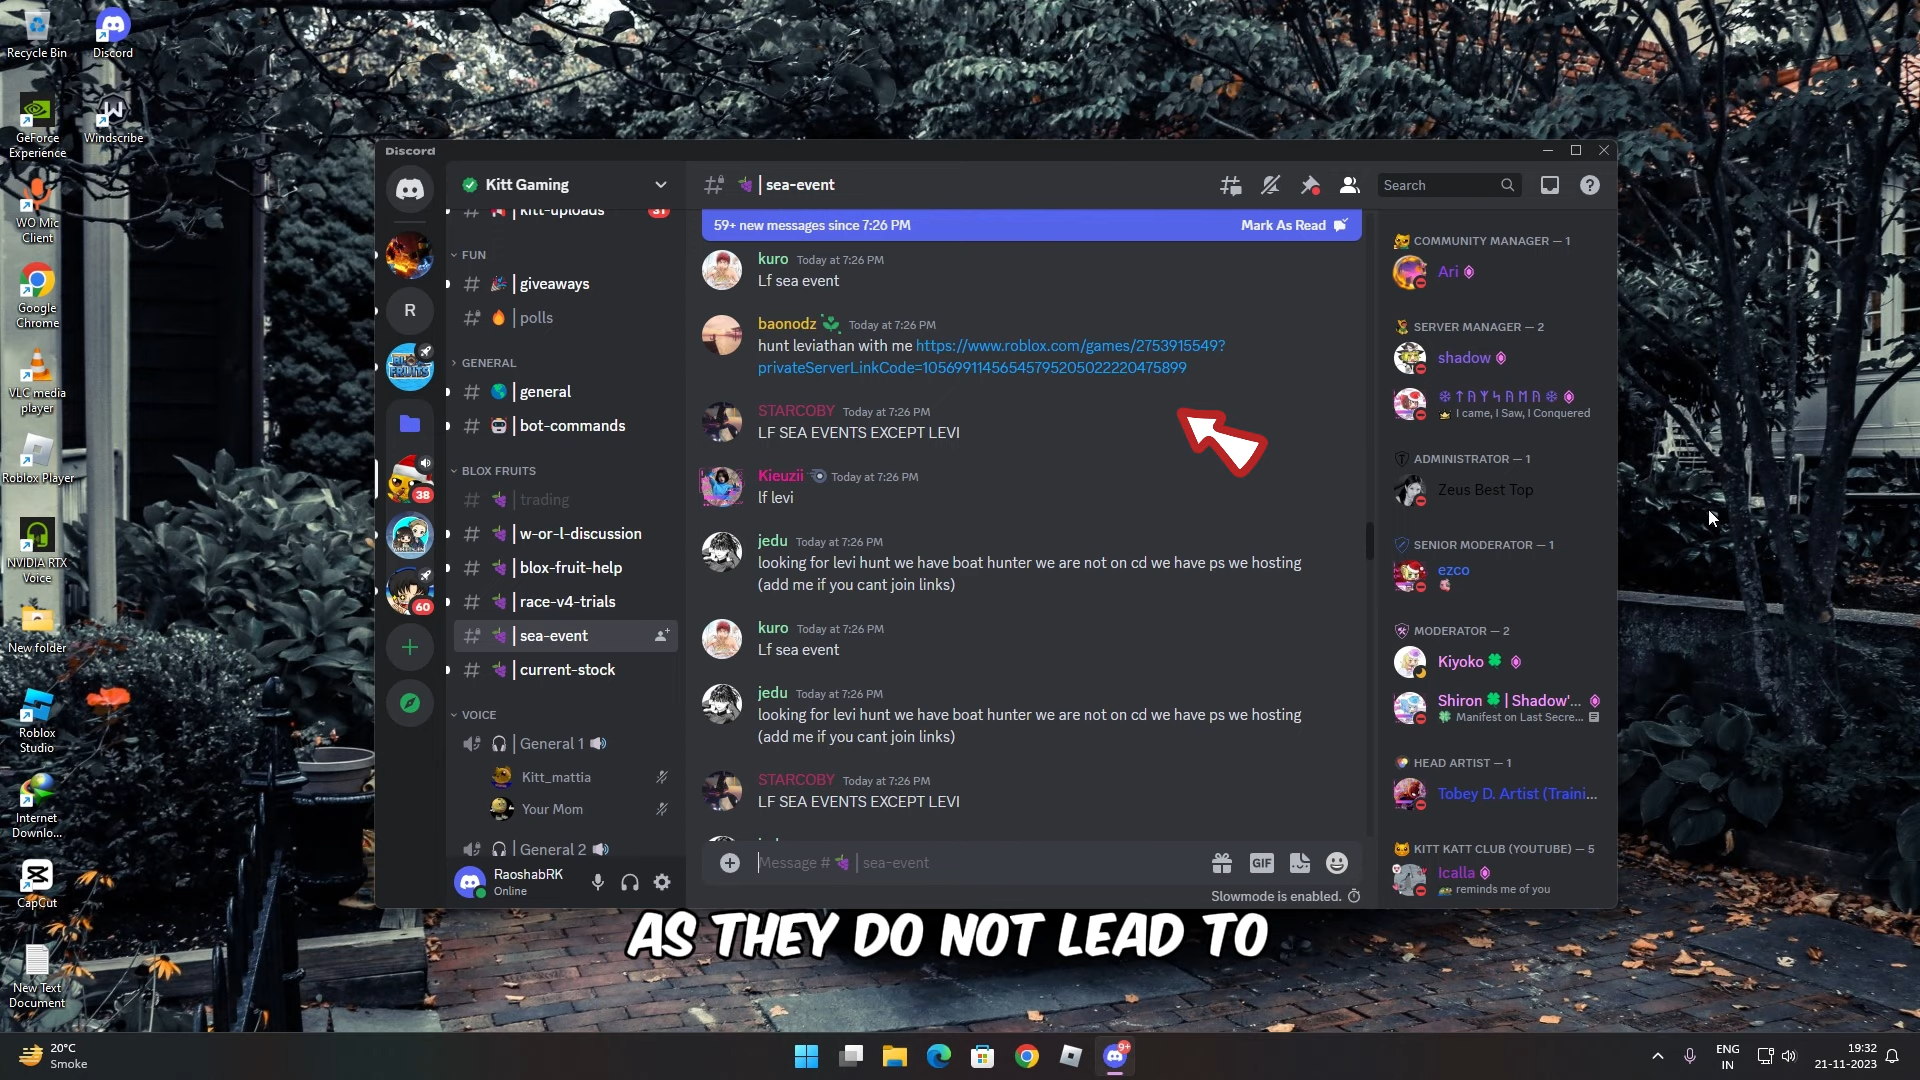 Recycle Bin
Discord
GeForce
Experience
Windscribe
WO Mic
Client
Google
Chrome
VLC media
player
Roblox Player
NVIDIA RTX
Voice
New folder
Roblox
Studio
Internet
Downlo...
CapCut
New Text
Document
Discord
R
38
60
Kitt Gaming
kitt-uploads
31
FUN
giveaways
polls
GENERAL
general
bot-commands
BLOX FRUITS
trading
w-or-l-discussion
blox-fruit-help
race-v4-trials
sea-event
current-stock
VOICE
General 1
Kitt_mattia
Your Mom
General 2
RaoshabRK
Online
sea-event
Search
59+ new messages since 7:26 PM
Mark As Read
kuro Today at 7:26 PM
Lf sea event
baonodz Today at 7:26 PM
hunt leviathan with me https://www.roblox.com/games/2753915549?
privateServerLinkCode=10569911456545795205022220475899
STARCOBY Today at 7:26 PM
LF SEA EVENTS EXCEPT LEVI
Kieuzii Today at 7:26 PM
lf levi
jedu Today at 7:26 PM
looking for levi hunt we have boat hunter we are not on cd we have ps we hosting
(add me if you cant join links)
kuro Today at 7:26 PM
Lf sea event
jedu Today at 7:26 PM
looking for levi hunt we have boat hunter we are not on cd we have ps we hosting
(add me if you cant join links)
STARCOBY Today at 7:26 PM
LF SEA EVENTS EXCEPT LEVI
Message # | sea-event
GIF
Slowmode is enabled.
COMMUNITY MANAGER — 1
Ari
SERVER MANAGER — 2
shadow
I came, I Saw, I Conquered
ADMINISTRATOR — 1
Zeus Best Top
SENIOR MODERATOR — 1
ezco
MODERATOR — 2
Kiyoko
Shiron | Shadow'...
Manifest on Last Secre...
HEAD ARTIST — 1
Tobey D. Artist (Traini...
KITT KATT CLUB (YOUTUBE) — 5
Icalla
reminds me of you
AS THEY DO NOT LEAD TO
20°C
Smoke
9+
ENG
IN
19:32
21-11-2023